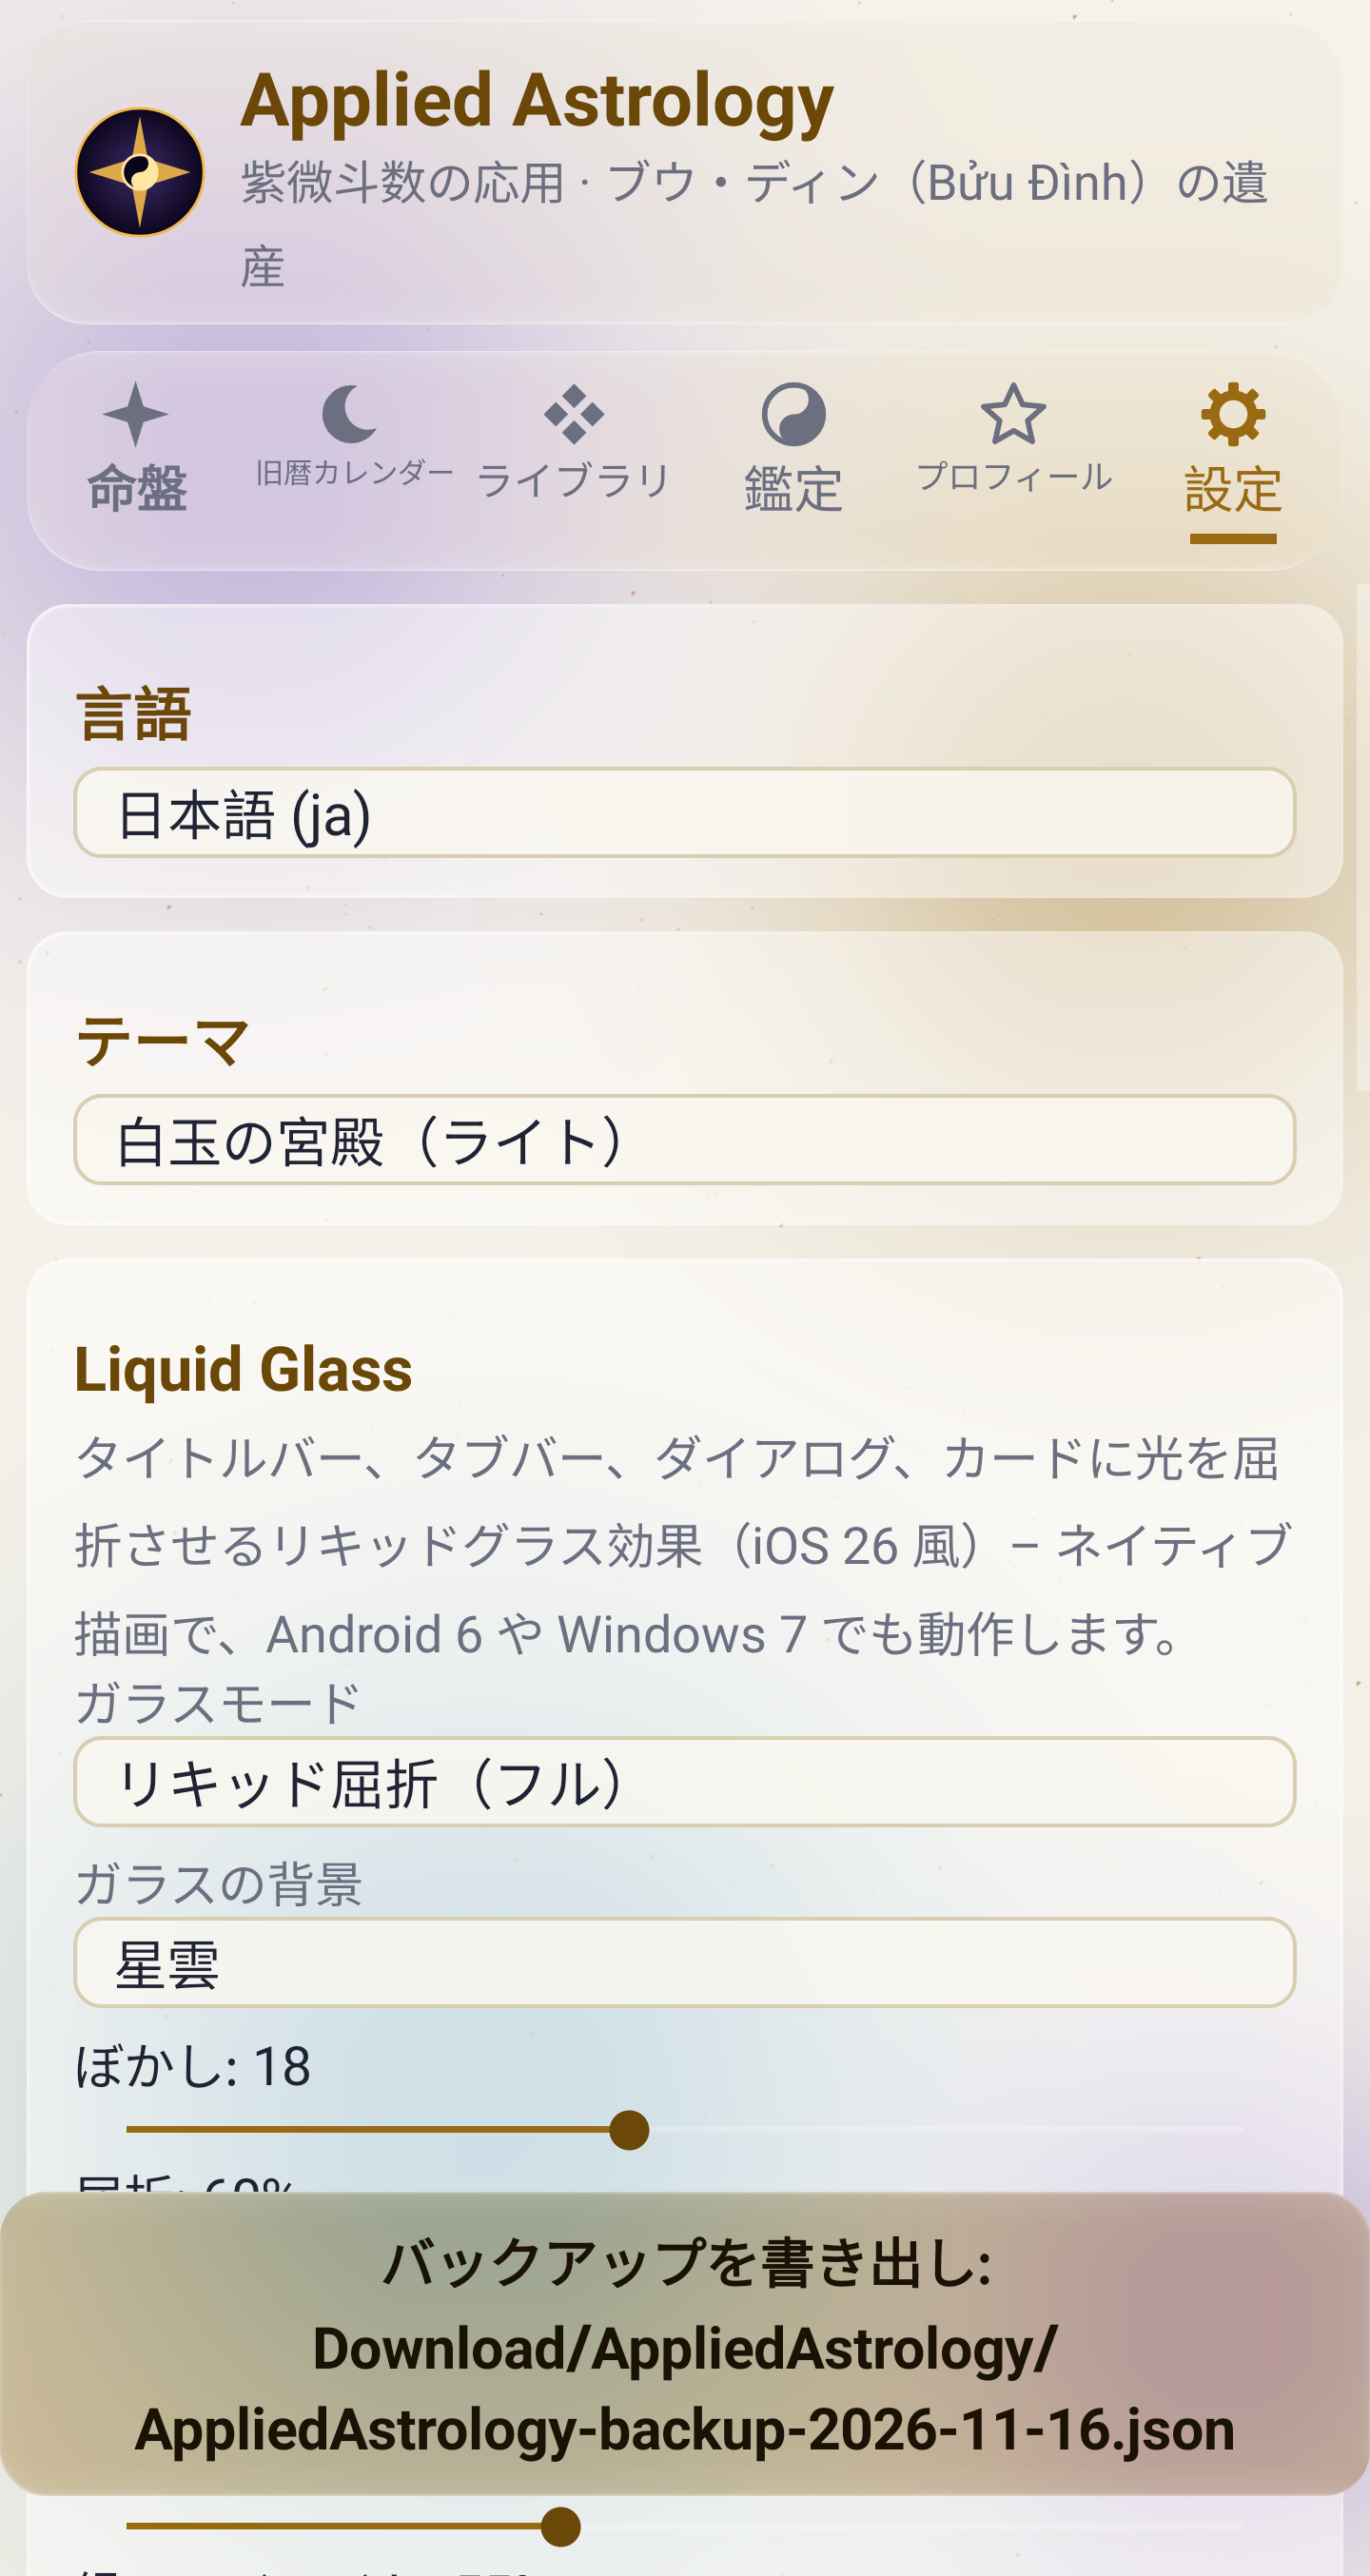 Applied Astrology
紫微斗数の応用 · ブウ・ディン（Bửu Đình）の遺
産
命盤
旧暦カレンダー
ライブラリ
鑑定
プロフィール
設定
言語
日本語 (ja)
テーマ
白玉の宮殿（ライト）
Liquid Glass
タイトルバー、タブバー、ダイアログ、カードに光を屈
折させるリキッドグラス効果（iOS 26 風）– ネイティブ
描画で、Android 6 や Windows 7 でも動作します。
ガラスモード
リキッド屈折（フル）
ガラスの背景
星雲
ぼかし: 18
バックアップを書き出し:
Download/AppliedAstrology/
AppliedAstrology-backup-2026-11-16.json